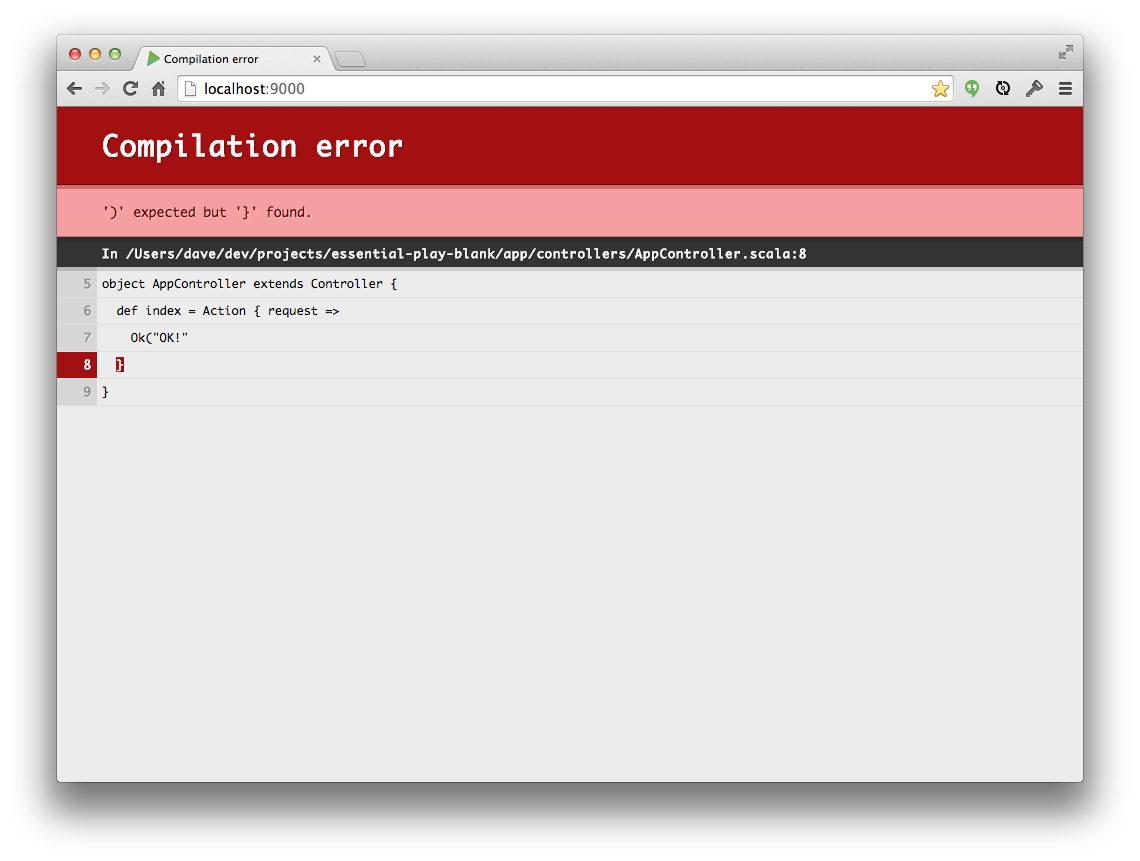 Compilation error
localhost:9000
Compilation error
')' expected but '}' found.
In /Users/dave/dev/projects/essential-play-blank/app/controllers/AppController.scala:8
5 object AppController extends Controller {
6 def index = Action { request =>
7 Ok("OK!"
8 }
9 }